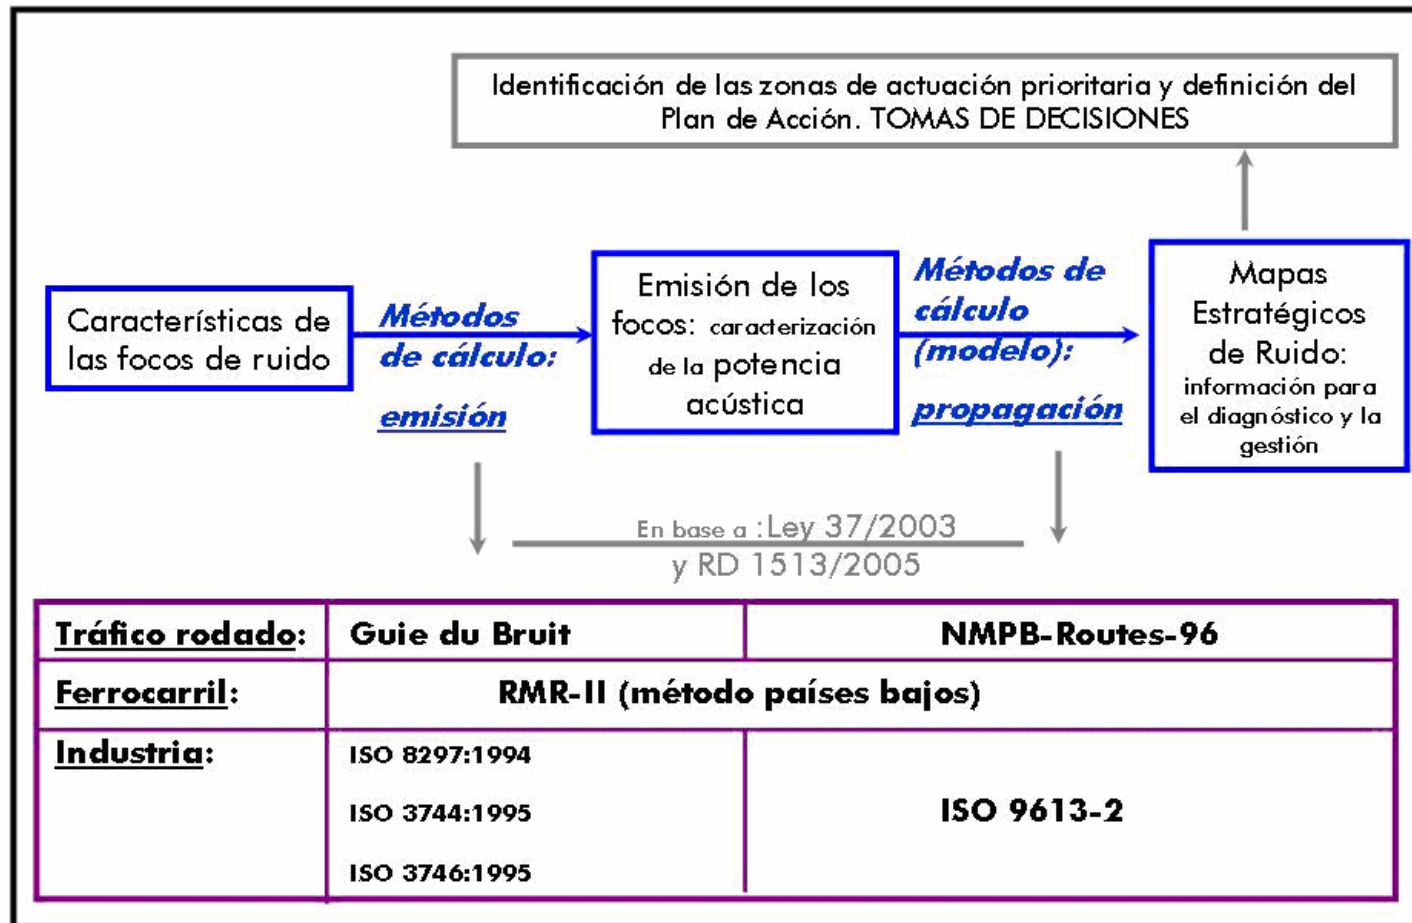 Identificación de las zonas de actuación prioritaria y definición del
Plan de Acción. TOMAS DE DECISIONES
Características de
las focos de ruido
Métodos
de cálculo:
emisión
Emisión de los
focos: caracterización
de la potencia
acústica
Métodos de
cálculo
(modelo):
propagación
Mapas
Estratégicos
de Ruido:
información para
el diagnóstico y la
gestión
En base a :Ley 37/2003
y RD 1513/2005
Tráfico rodado: Guie du Bruit NMPB-Routes-96
Ferrocarril: RMR-II (método países bajos)
Industria: ISO 8297:1994
ISO 3744:1995 ISO 9613-2
ISO 3746:1995